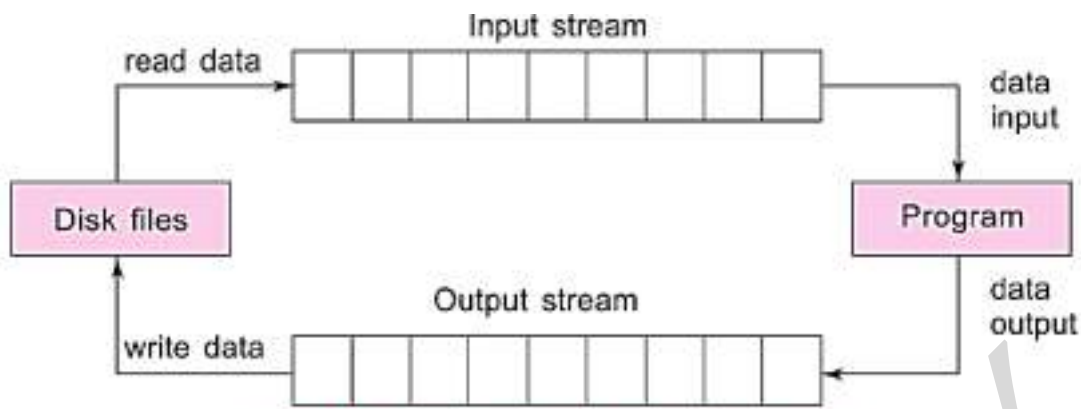 Input stream
read data
data
input
Disk files
Program
Output stream
data
output
write data